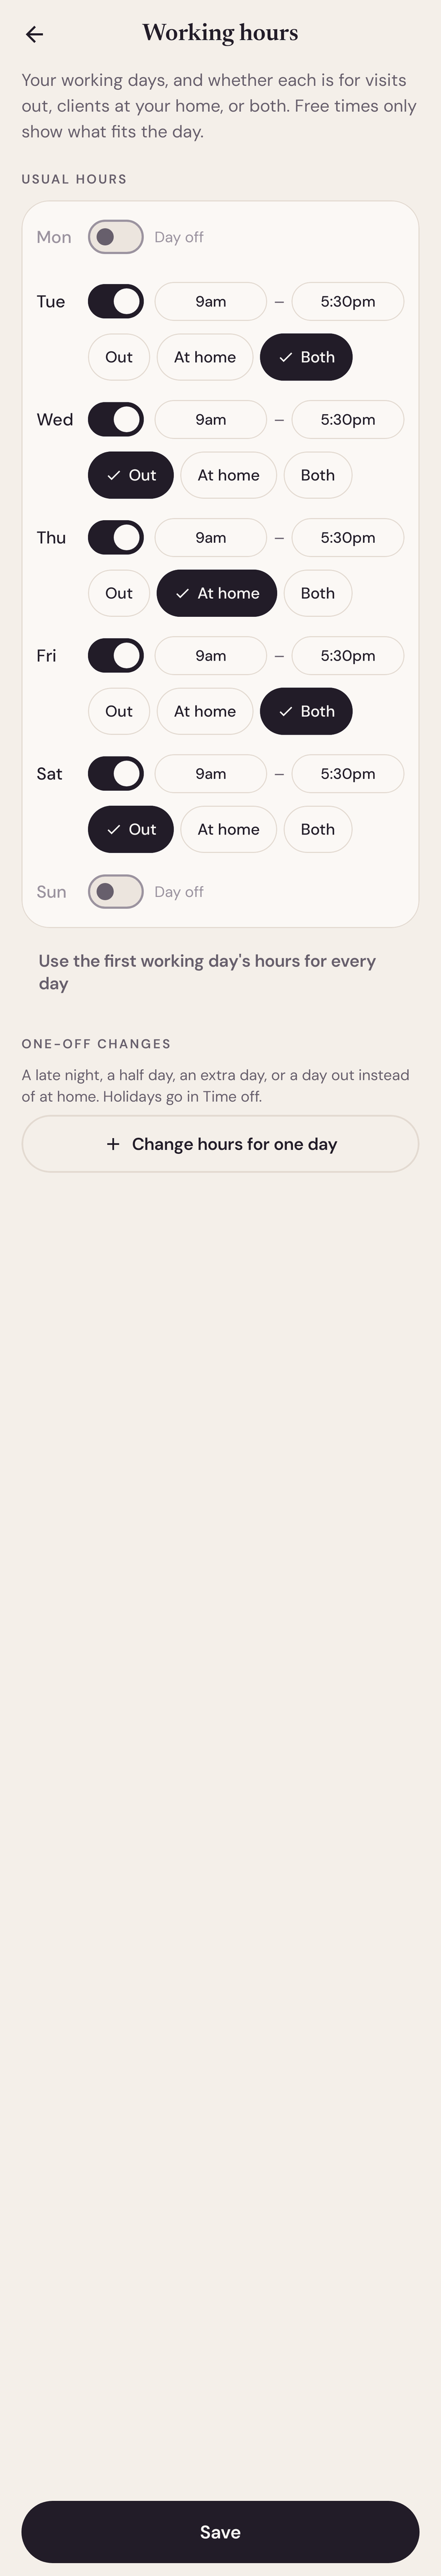 Working hours
Your working days, and whether each is for visits
out, clients at your home, or both. Free times only
show what fits the day.
USUAL HOURS
Mon Day off
Tue 9am – 5:30pm
Out At home Both
Wed 9am – 5:30pm
Out At home Both
Thu 9am – 5:30pm
Out At home Both
Fri 9am – 5:30pm
Out At home Both
Sat 9am – 5:30pm
Out At home Both
Sun Day off
Use the first working day's hours for every
day
ONE-OFF CHANGES
A late night, a half day, an extra day, or a day out instead
of at home. Holidays go in Time off.
+ Change hours for one day
Save